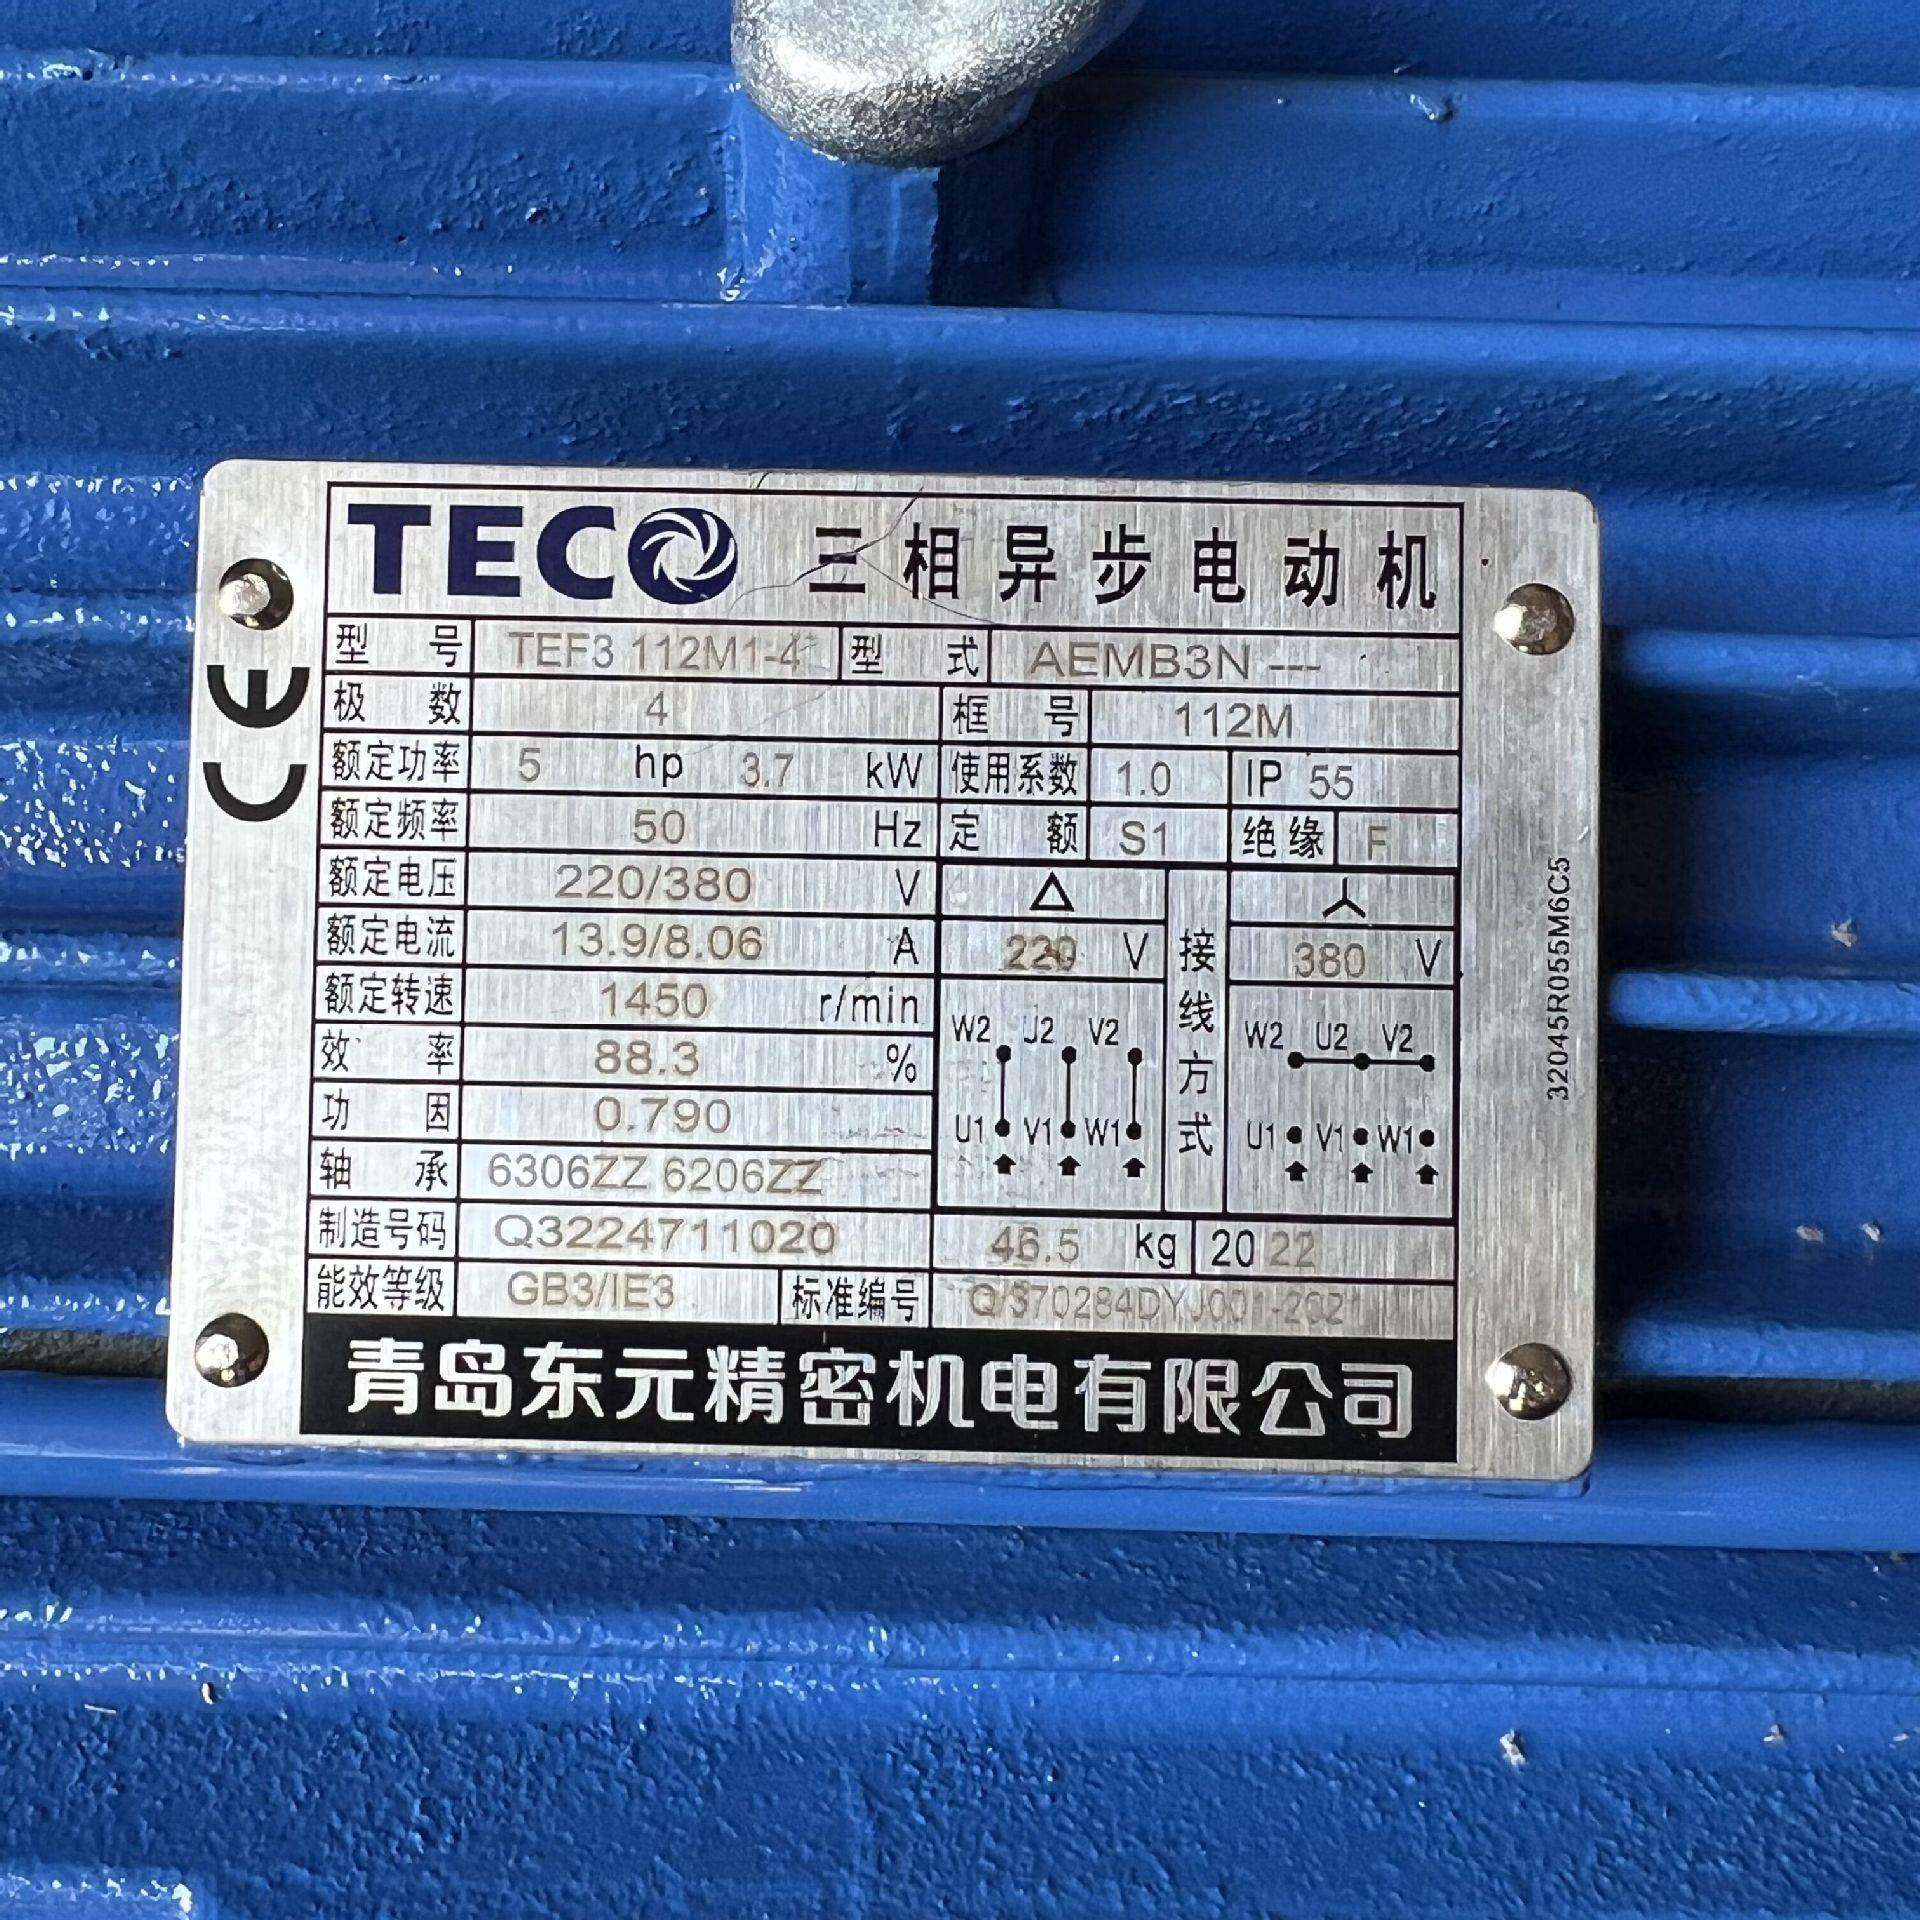 TECO 三相异步电动机
型号 TEF3 112M1-4 型式 AEMB3N ---
极数 4 框号 112M
额定功率 5 hp 3.7 kW 使用系数 1.0 IP 55
额定频率 50 Hz 定额 S1 绝缘 F
额定电压 220/380 V △ 人
额定电流 13.9/8.06 A 220 V 380 V
额定转速 1450 r/min
效率 88.3 %
功因 0.790
轴承 6306ZZ 6206ZZ
接线方式
W2 U2 V2
U1 V1 W1
W2 U2 V2
U1 V1 W1
制造号码 Q3224711020 46.5 kg 2022
能效等级 GB3/IE3 标准编号 Q/370284DYJ001-2021
青岛东元精密机电有限公司
CE
32045R055M6C5